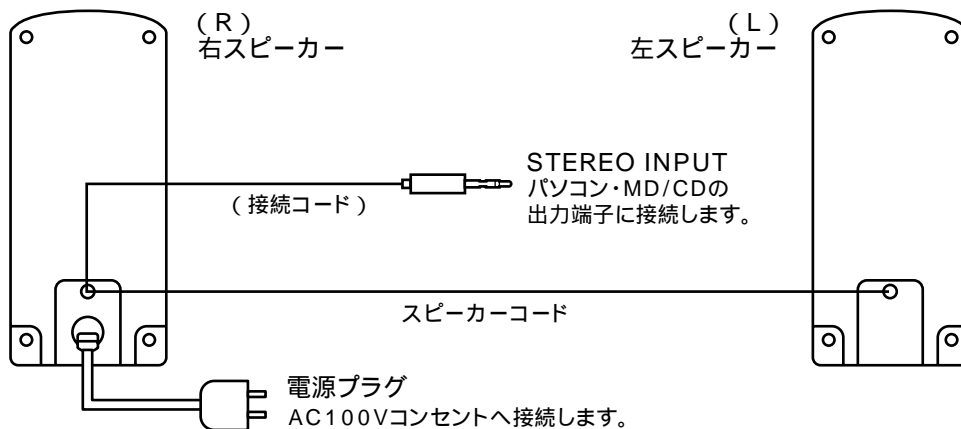 (R)
右スピーカー
(L)
左スピーカー
STEREO INPUT
パソコン・MD/CDの
出力端子に接続します。
(接続コード)
スピーカーコード
電源プラグ
AC100Vコンセントへ接続します。